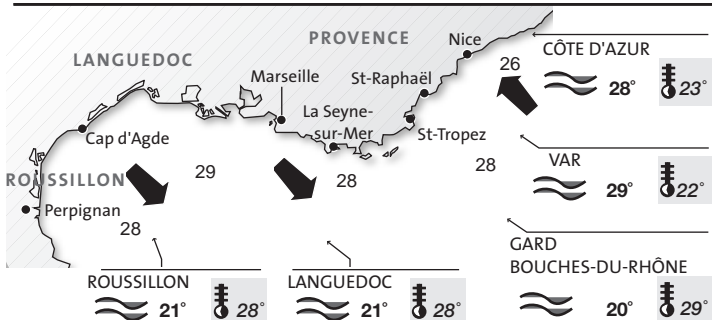 PROVENCE
Nice
CÔTE D'AZUR
LANGUEDOC
26
28° 23°
Marseille
St-Raphaël
La Seyne-
sur-Mer
Cap d'Agde
St-Tropez
VAR
29
28
28
29° 22°
ROUSSILLON
Perpignan
28
GARD
BOUCHES-DU-RHÔNE
20° 29°
ROUSSILLON
21° 28°
LANGUEDOC
21° 28°